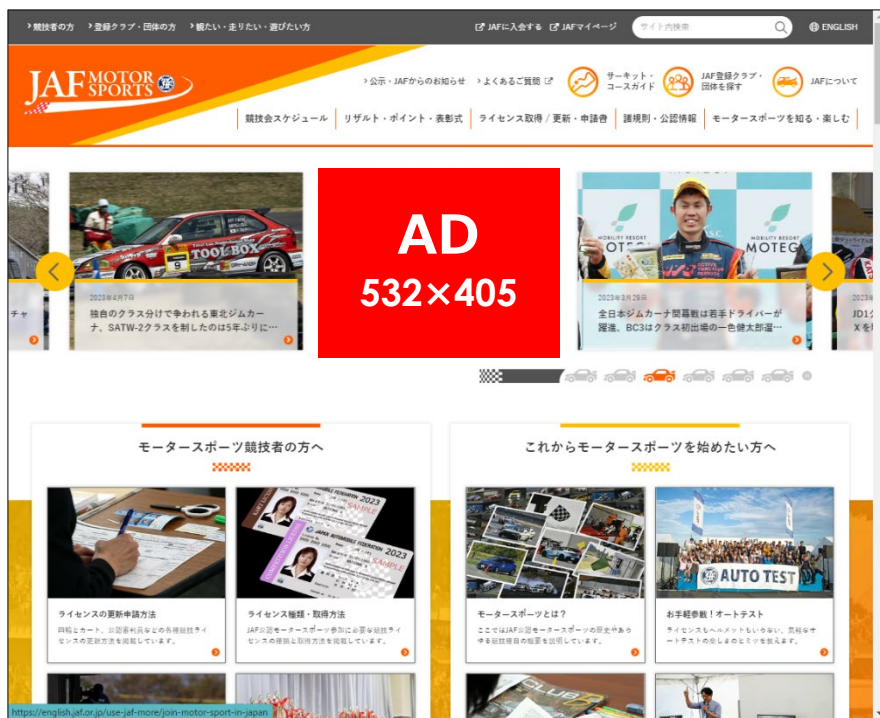 競技者の方
登録クラブ・団体の方
観たい・走りたい・遊びたい方
JAFに入会する
JAFマイページ
サイト内検索
ENGLISH
JAF MOTOR SPORTS
公示・JAFからのお知らせ
よくあるご質問
サーキット・
コースガイド
JAF登録クラブ・
団体を探す
JAFについて
競技会スケジュール
リザルト・ポイント・表彰式
ライセンス取得 / 更新・申請書
諸規則・公認情報
モータースポーツを知る・楽しむ
TOOL BOX
9
チャ
2023年4月7日
独自のクラス分けで争われる東北ジムカー
ナ、SATW-2クラスを制したのは5年ぶりに…
AD
532×405
MOBILITY RESORT
MOTEG
2023年3月29日
全日本ジムカーナ開幕戦は若手ドライバーが
躍進、BC3はクラス初出場の一色健太郎選…
モータースポーツ競技者の方へ
これからモータースポーツを始めたい方へ
JAPAN AUTOMOBILE FEDERATION 2023
SAMPLE
AUTO TEST
ライセンスの更新申請方法
四輪とカート、公認審判員などの各種競技ライ
センスの更新方法を掲載しています。
ライセンス種類・取得方法
JAF公認モータースポーツ参加に必要な競技ライ
センスの種類と取得方法を掲載しています。
モータースポーツとは？
ここではJAF公認モータースポーツの歴史やあら
ゆる競技種目の概要を説明しています。
お手軽参戦！オートテスト
ライセンスもヘルメットもいらない、気軽なオ
ートテストの楽しさとミソを教えます。
CLUB
https://english.jaf.or.jp/use-jaf-more/join-motor-sport-in-japan